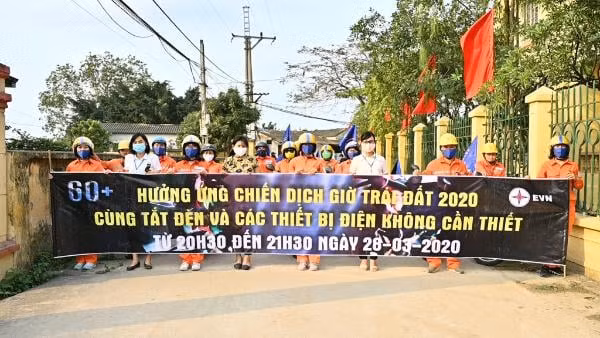 60+
HƯỞNG ỨNG CHIẾN DỊCH GIỜ TRÁI ĐẤT 2020
CÙNG TẮT ĐÈN VÀ CÁC THIẾT BỊ ĐIỆN KHÔNG CẦN THIẾT
TỪ 20H30 ĐẾN 21H30 NGÀY 28-03-2020
EVN